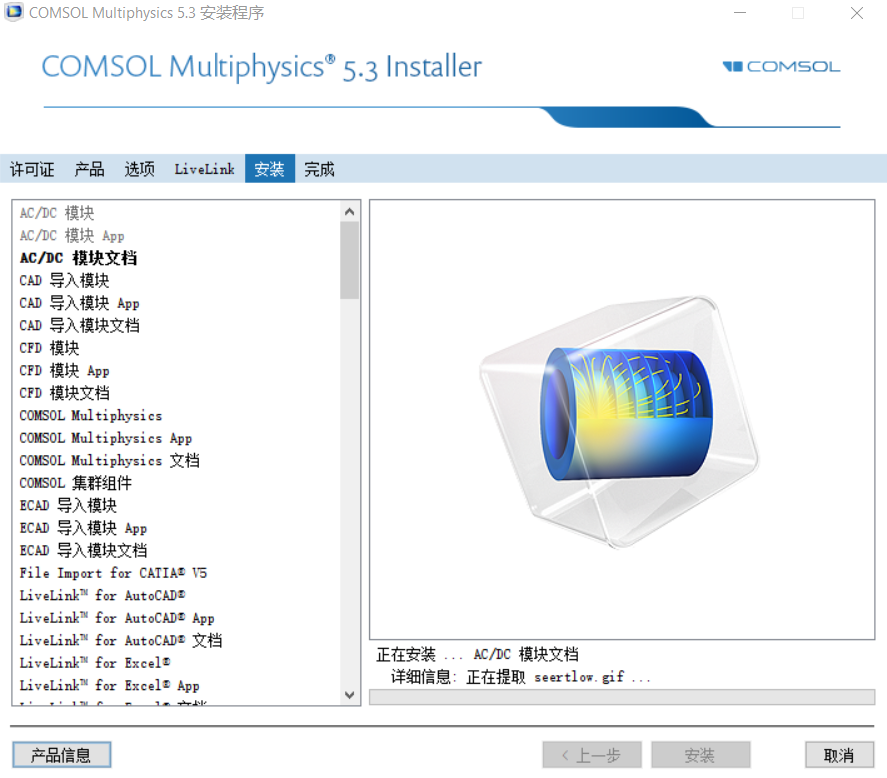 COMSOL Multiphysics 5.3 安装程序
COMSOL Multiphysics® 5.3 Installer
COMSOL
许可证 产品 选项 LiveLink 安装 完成
AC/DC 模块
AC/DC 模块 App
AC/DC 模块文档
CAD 导入模块
CAD 导入模块 App
CAD 导入模块文档
CFD 模块
CFD 模块 App
CFD 模块文档
COMSOL Multiphysics
COMSOL Multiphysics App
COMSOL Multiphysics 文档
COMSOL 集群组件
ECAD 导入模块
ECAD 导入模块 App
ECAD 导入模块文档
File Import for CATIA® V5
LiveLink™ for AutoCAD®
LiveLink™ for AutoCAD® App
LiveLink™ for AutoCAD® 文档
LiveLink™ for Excel®
LiveLink™ for Excel® App
LiveLink™ for Excel® 文档
正在安装 ... AC/DC 模块文档
详细信息: 正在提取 seertlow.gif ...
产品信息 < 上一步 安装 取消